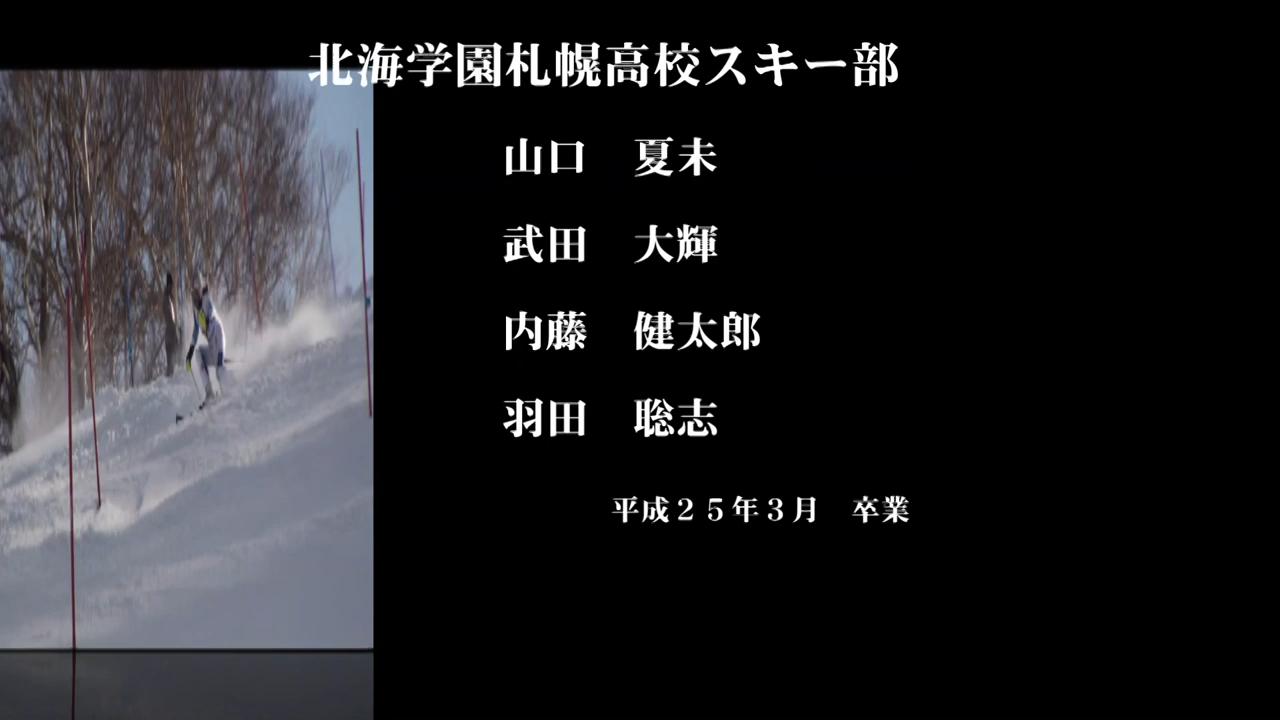 北海学園札幌高校スキー部
山口　夏未
武田　大輝
内藤　健太郎
羽田　聡志
平成２５年３月　卒業